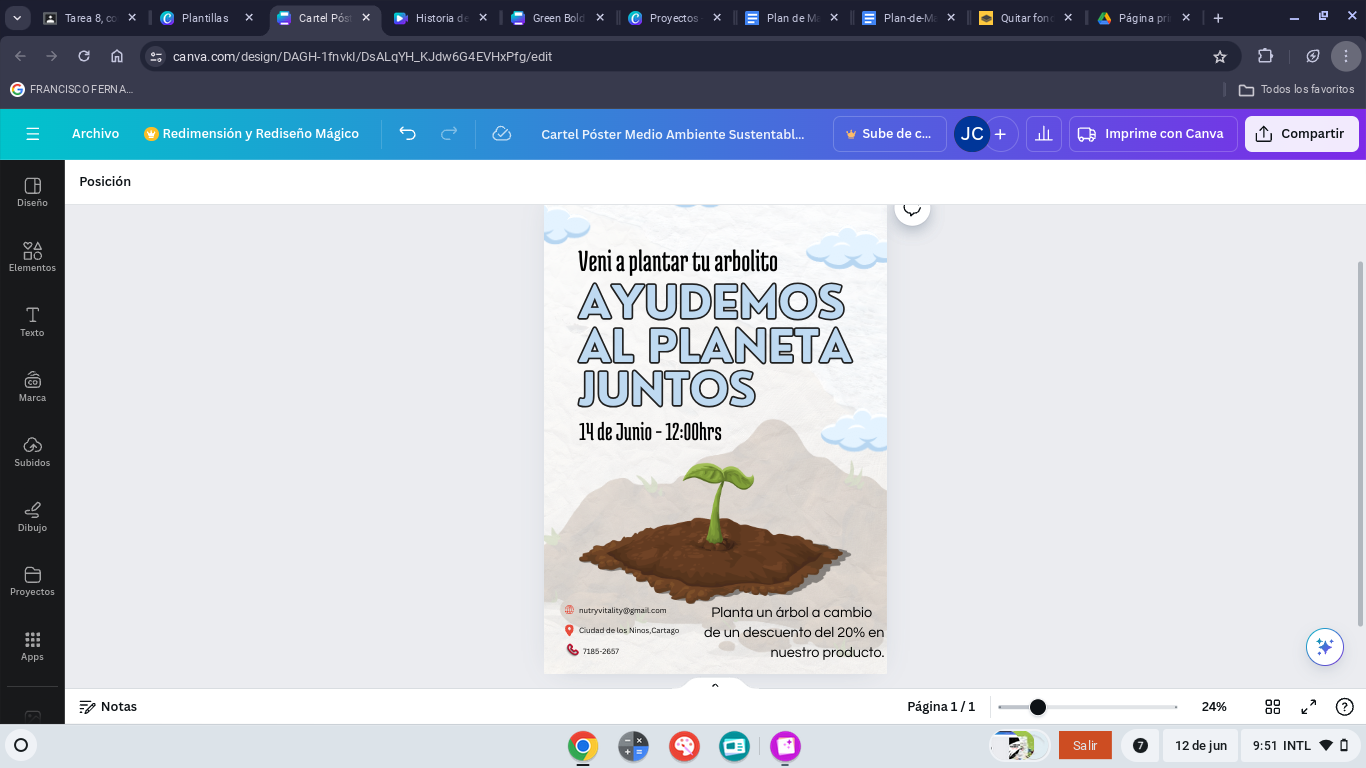 Tarea 8, co
Plantillas
Cartel Póst
Historia de
Green Bold
Proyectos
Plan de Ma
Plan-de-Ma
Quitar fond
Página pri
canva.com/design/DAGH-1fnvkI/DsALqYH_KJdw6G4EVHxPfg/edit
FRANCISCO FERNA...
Todos los favoritos
Archivo
Redimensión y Rediseño Mágico
Cartel Póster Medio Ambiente Sustentabl...
Sube de c...
JC
Imprime con Canva
Compartir
Posición
Diseño
Elementos
Texto
Marca
Subidos
Dibujo
Proyectos
Apps
Veni a plantar tu arbolito
AYUDEMOS
AL PLANETA
JUNTOS
14 de Junio - 12:00hrs
nutryvitality@gmail.com
Ciudad de los Ninos,Cartago
7185-2657
Planta un árbol a cambio
de un descuento del 20% en
nuestro producto.
Notas
Página 1 / 1
24%
Salir
7
12 de jun
9:51 INTL